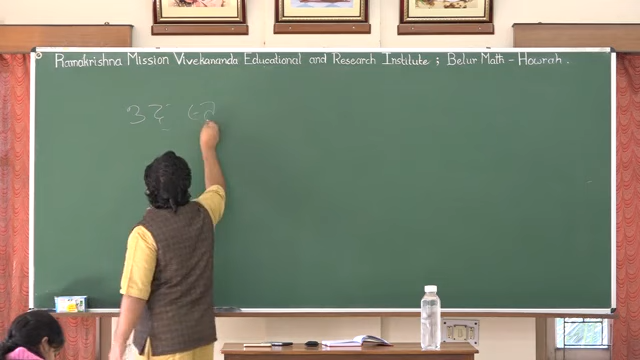 Ramakrishna Mission Vivekananda Educational and Research Institute ; Belur Math - Howrah .